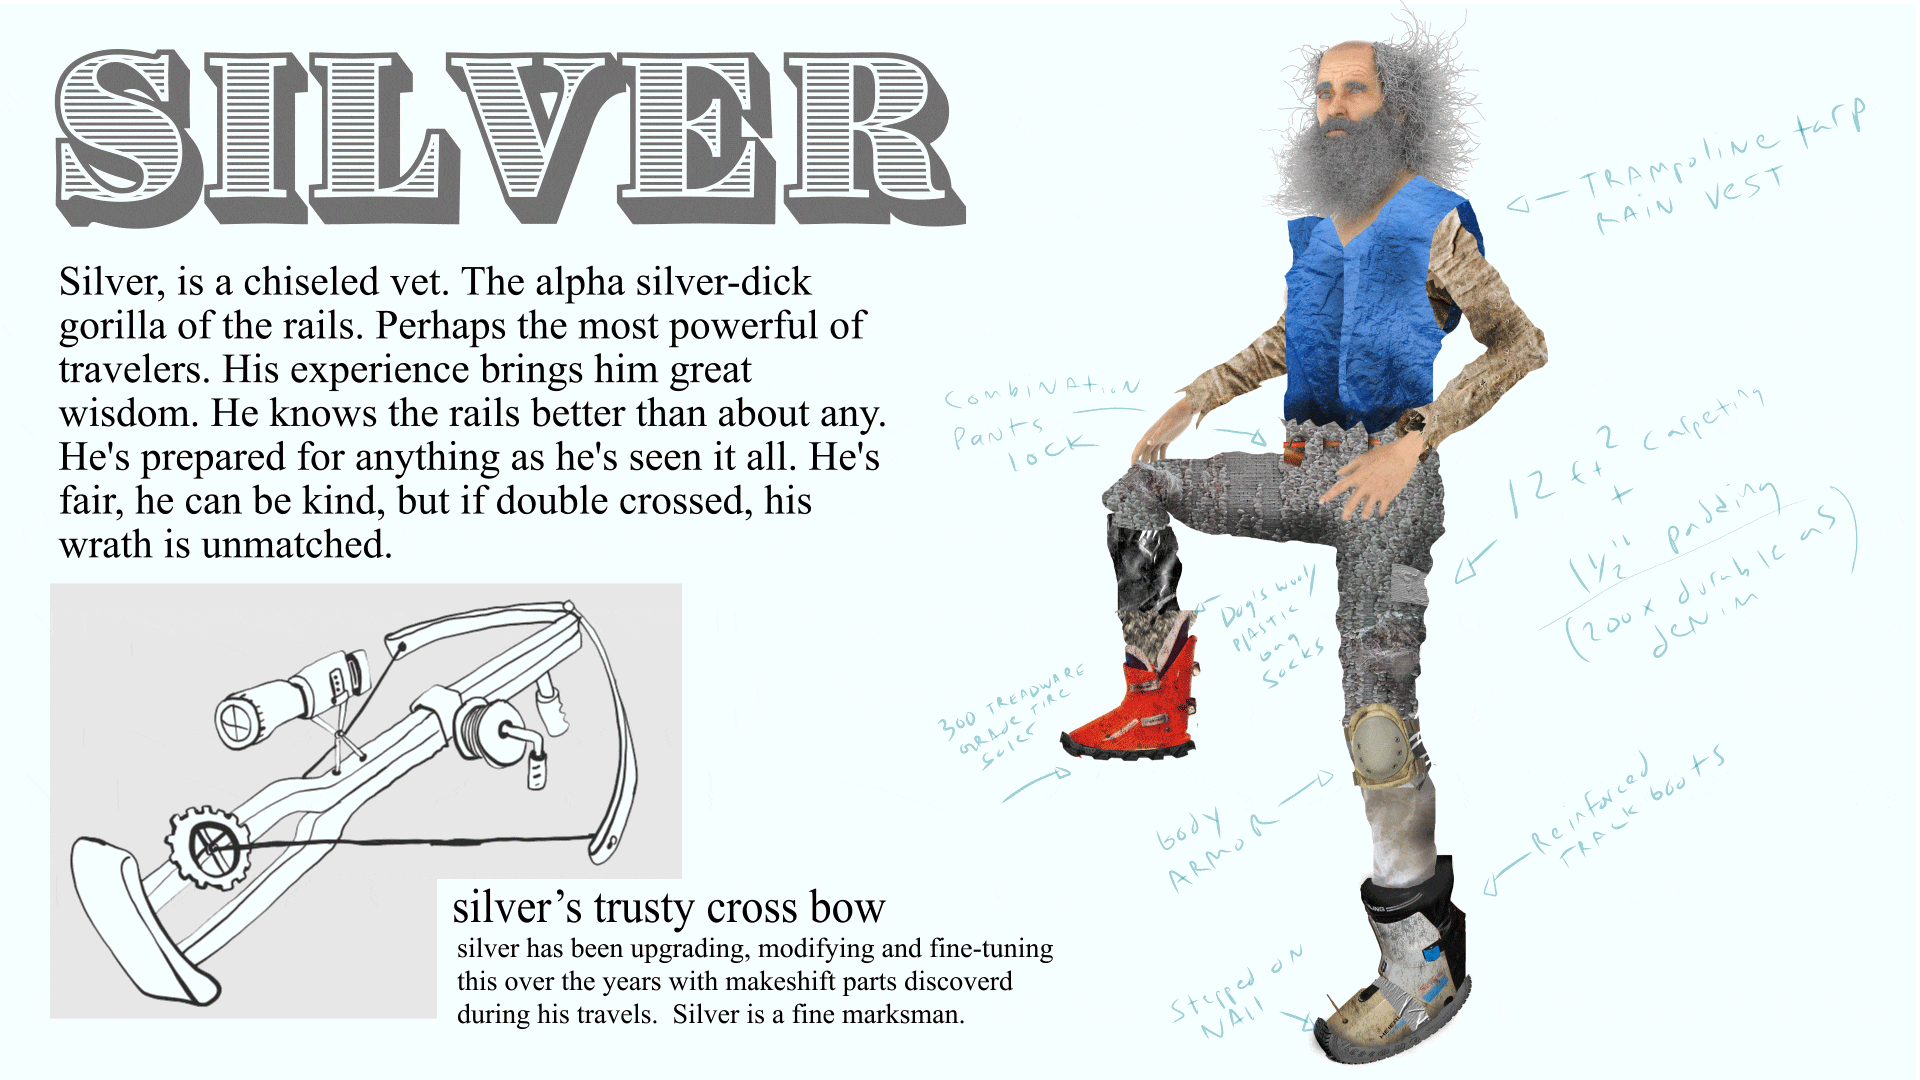 SILVER
Silver, is a chiseled vet. The alpha silver-dick
gorilla of the rails. Perhaps the most powerful of
travelers. His experience brings him great
wisdom. He knows the rails better than about any.
He's prepared for anything as he's seen it all. He's
fair, he can be kind, but if double crossed, his
wrath is unmatched.
silver’s trusty cross bow
silver has been upgrading, modifying and fine-tuning
this over the years with makeshift parts discoverd
during his travels.  Silver is a fine marksman.
TRAMpoliNe tarp
RAiN VeST
CombiNAtioN
PANts
lock
12 ft² carpeting
+
1½" padding
(200x durable as
deNim)
Dog's wooly
PlAStic
bag
Socks
300 TREADWARE
GRADe TiRe
Soles
body
ARMoR
ReiNforced
TRACK boots
Stepped oN
NAil